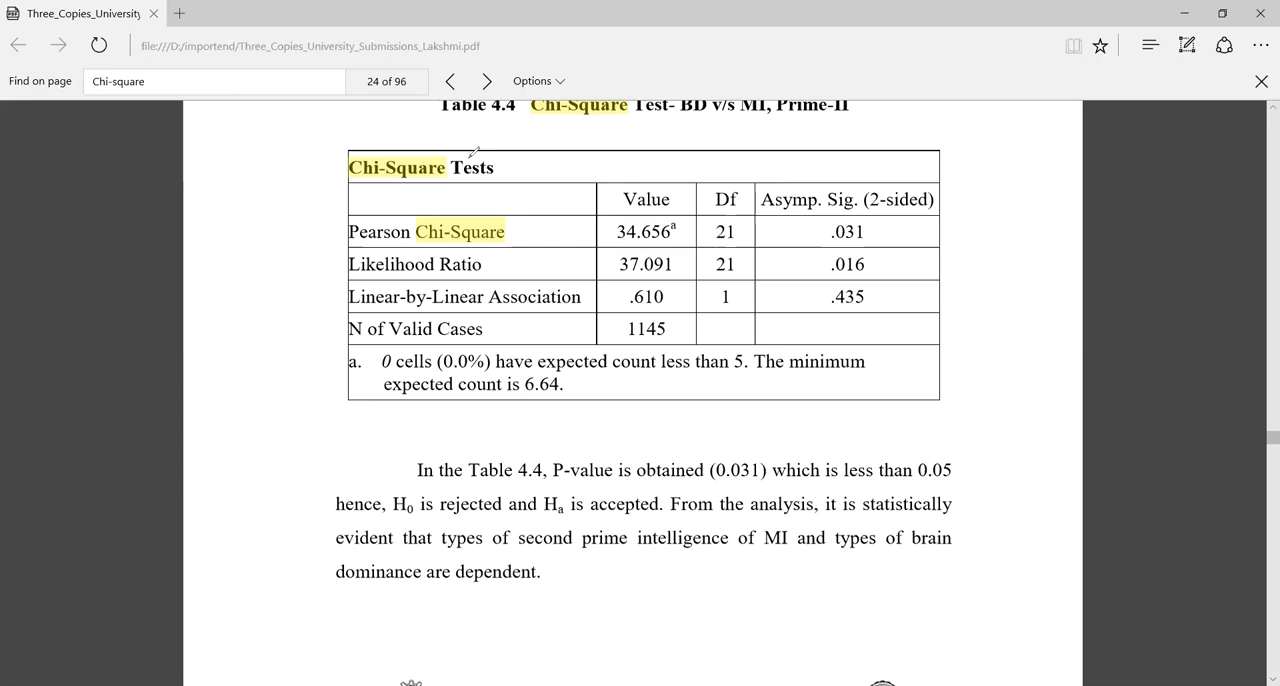 Three_Copies_University
file:///D:/importend/Three_Copies_University_Submissions_Lakshmi.pdf
Find on page Chi-square 24 of 96 Options
Table 4.4 Chi-Square Test- BD v/s MI, Prime-II
Chi-Square Tests
Value Df Asymp. Sig. (2-sided)
Pearson Chi-Square 34.656a 21 .031
Likelihood Ratio 37.091 21 .016
Linear-by-Linear Association .610 1 .435
N of Valid Cases 1145
a. 0 cells (0.0%) have expected count less than 5. The minimum
expected count is 6.64.
In the Table 4.4, P-value is obtained (0.031) which is less than 0.05
hence, H0 is rejected and Ha is accepted. From the analysis, it is statistically
evident that types of second prime intelligence of MI and types of brain
dominance are dependent.